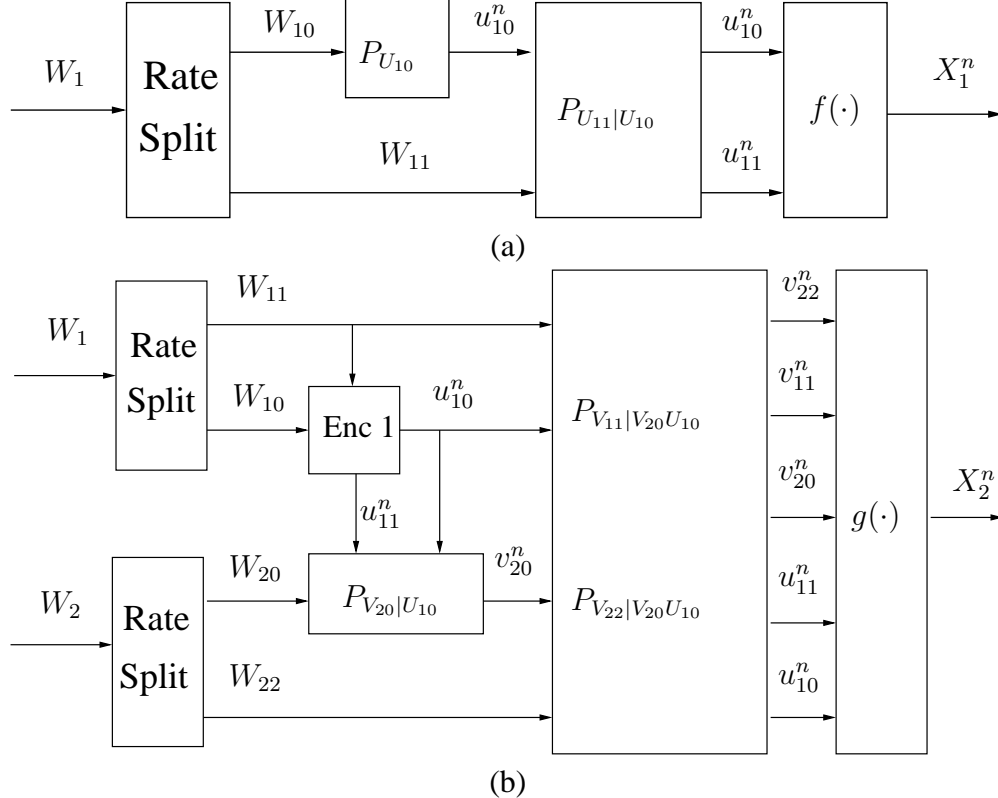 W_1
Rate
Split
W_{10}
P_{U_{10}}
u_{10}^n
W_{11}
P_{U_{11}|U_{10}}
u_{10}^n
u_{11}^n
f(·)
X_1^n
(a)
W_1
Rate
Split
W_{11}
W_{10}
Enc 1
u_{10}^n
u_{11}^n
W_2
Rate
Split
W_{20}
P_{V_{20}|U_{10}}
v_{20}^n
W_{22}
P_{V_{11}|V_{20}U_{10}}
P_{V_{22}|V_{20}U_{10}}
v_{22}^n
v_{11}^n
v_{20}^n
u_{11}^n
u_{10}^n
g(·)
X_2^n
(b)